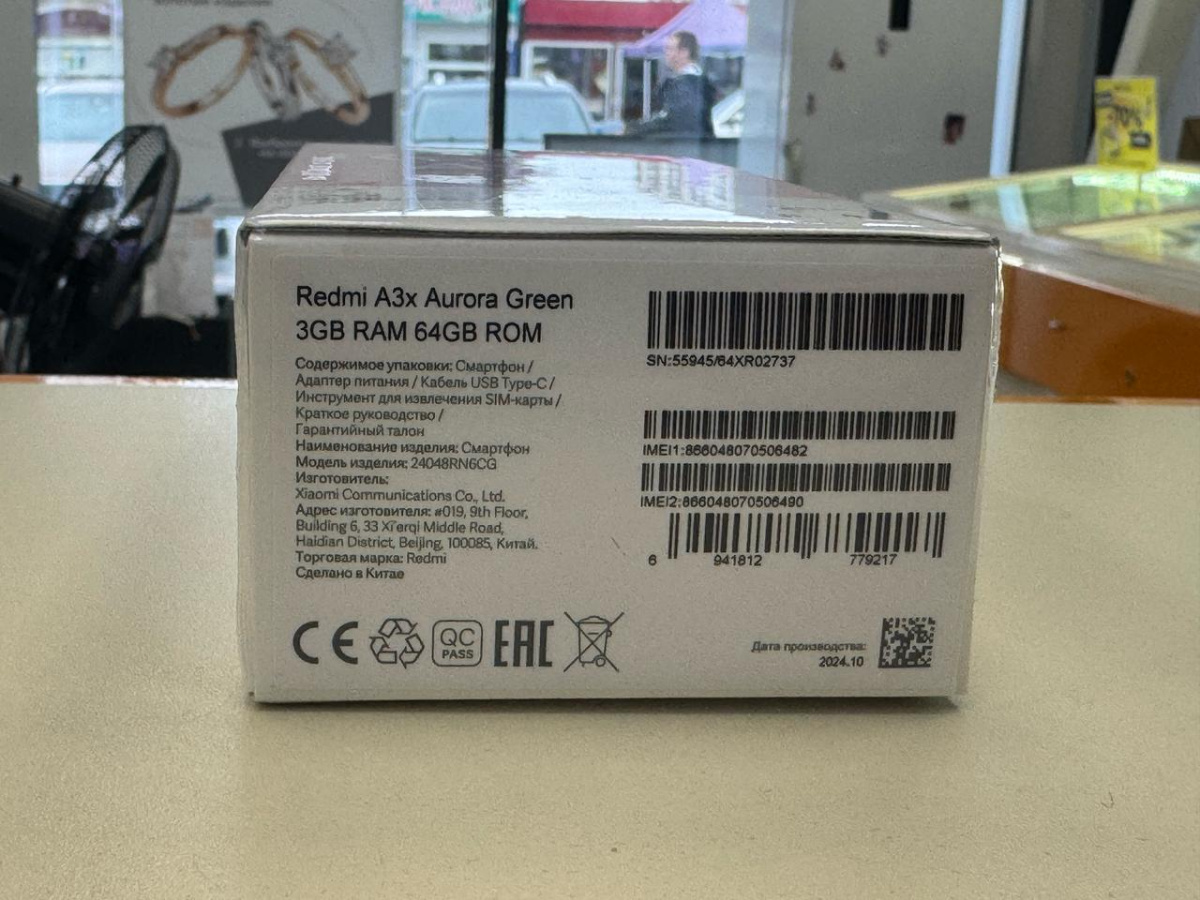 Redmi A3x Aurora Green
3GB RAM 64GB ROM
Содержимое упаковки: Смартфон /
Адаптер питания / Кабель USB Type-C /
Инструмент для извлечения SIM-карты /
Краткое руководство /
Гарантийный талон
Наименование изделия: Смартфон
Модель изделия: 24048RN6CG
Изготовитель:
Xiaomi Communications Co., Ltd.
Адрес изготовителя: #019, 9th Floor,
Building 6, 33 Xi'erqi Middle Road,
Haidian District, Beijing, 100085, Китай.
Торговая марка: Redmi
Сделано в Китае
SN:55945/64XR02737
IMEI1:866048070506482
IMEI2:866048070506490
6 941812 779217
CE
QC
PASS
EAC
Дата производства:
2024.10